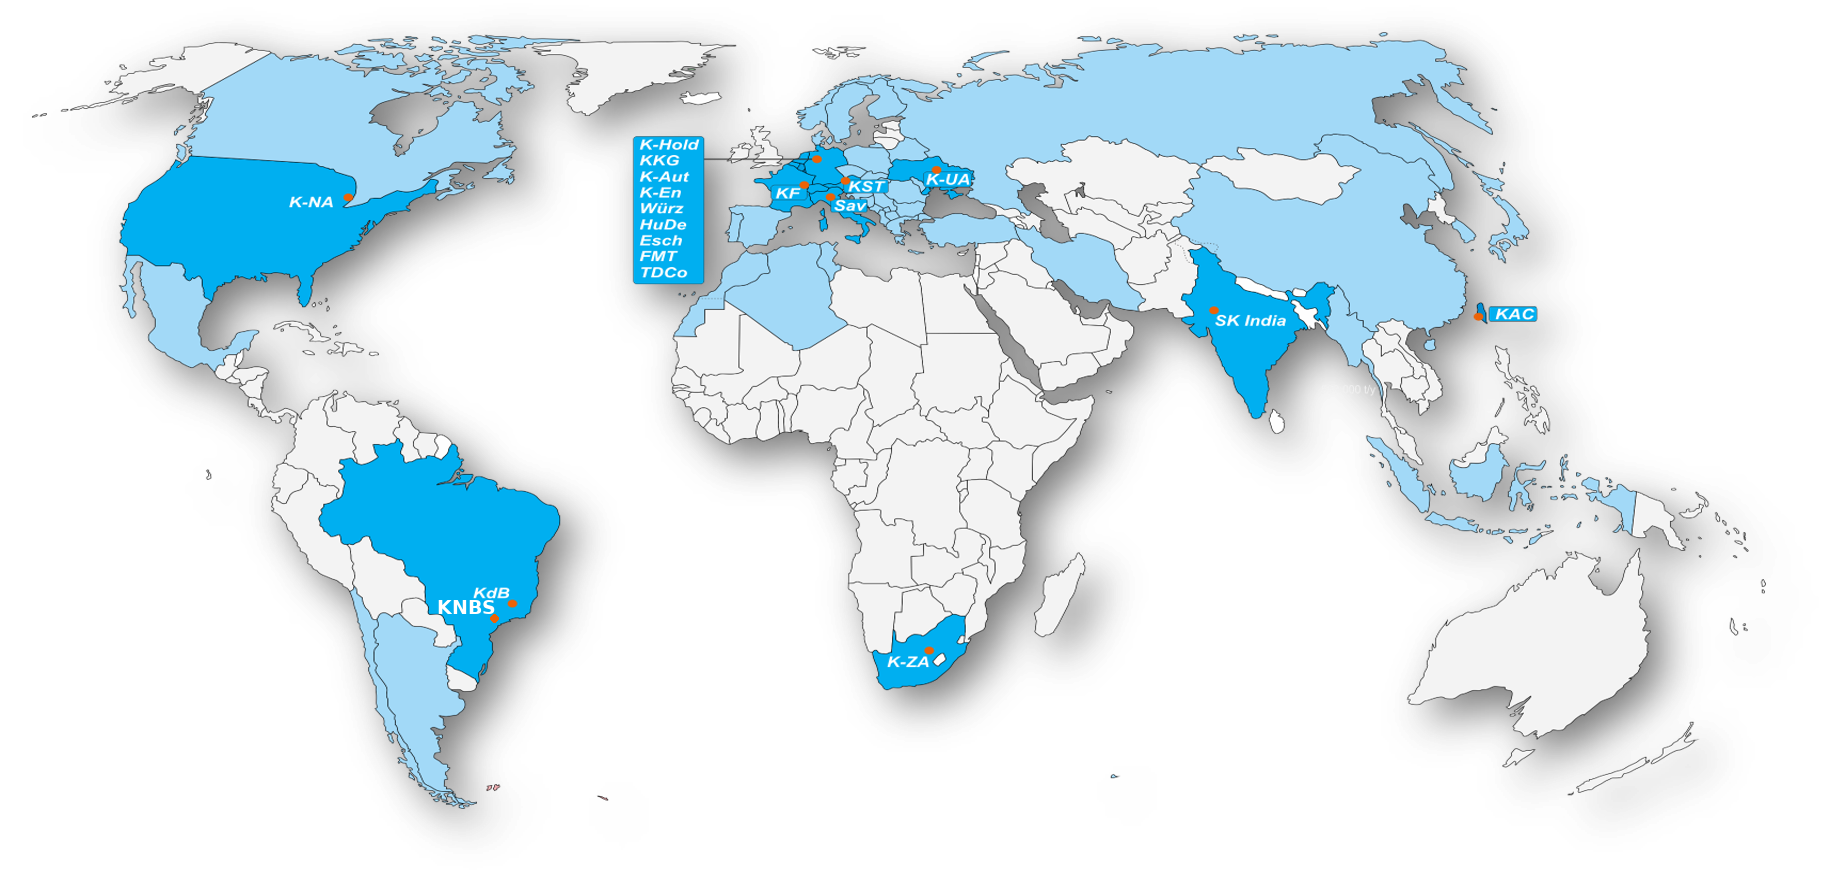 K-Hold
KKG
K-Aut
K-En
Würz
HuDe
Esch
FMT
TDCo
K-NA
KF
KST
Sav
K-UA
SK India
KAC
KdB
KNBS
K-ZA